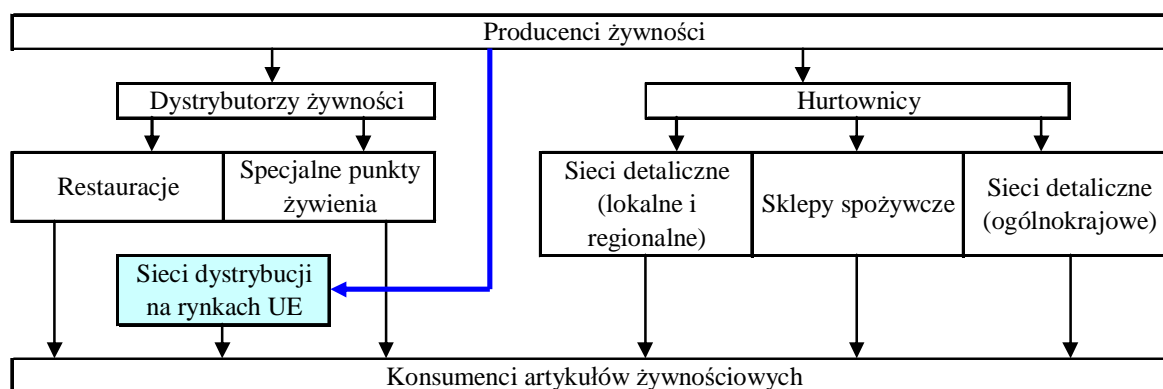 Producenci żywności
Dystrybutorzy żywności
Hurtownicy
Restauracje
Specjalne punkty
żywienia
Sieci detaliczne
(lokalne i
regionalne)
Sklepy spożywcze
Sieci detaliczne
(ogólnokrajowe)
Sieci dystrybucji
na rynkach UE
Konsumenci artykułów żywnościowych